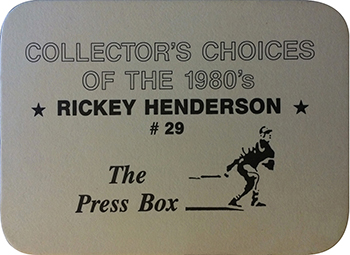 COLLECTOR'S CHOICES
OF THE 1980's
★ RICKEY HENDERSON ★
# 29
The
Press Box